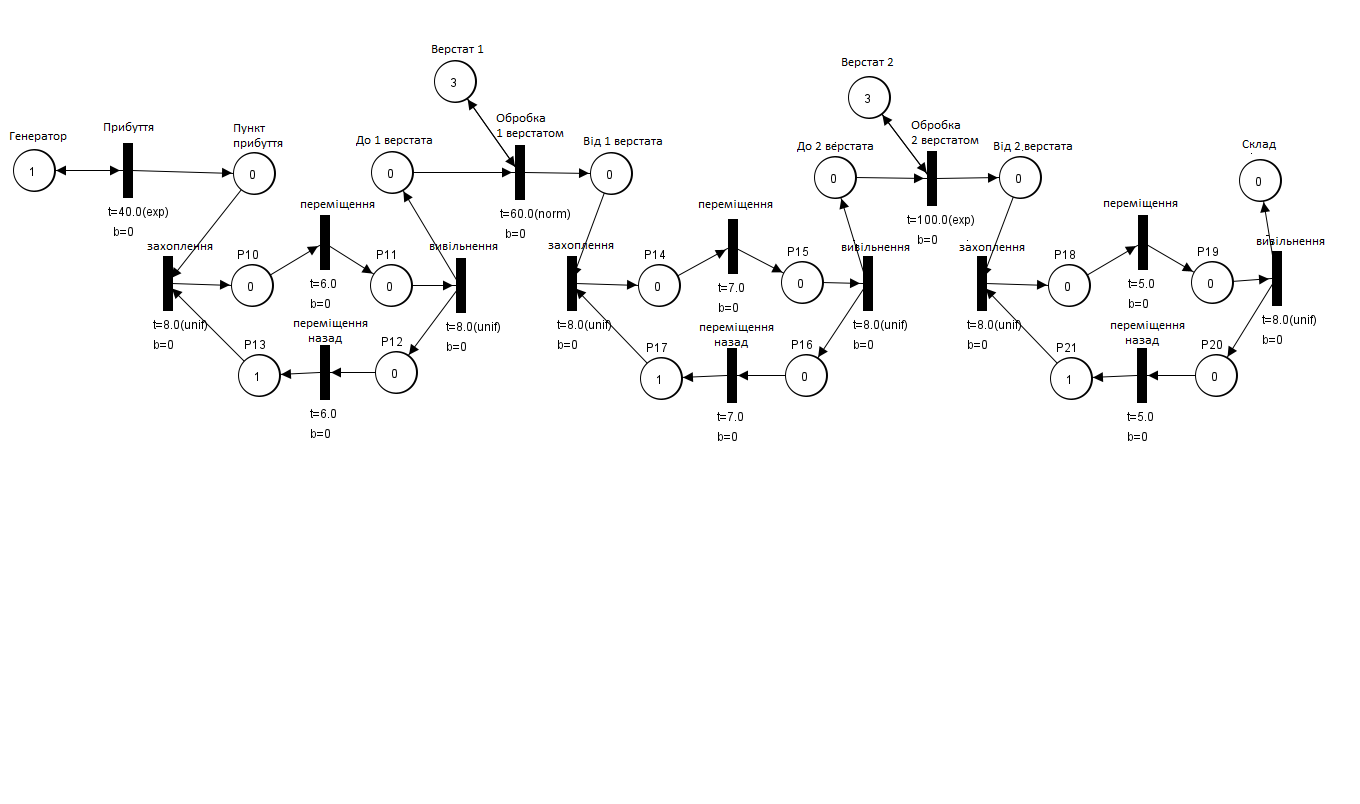 Верстат 1
3
Верстат 2
3
Генератор
1
Прибуття
t=40.0(exp)
b=0
Пункт
прибуття
0
До 1 верстата
0
Обробка
1 верстатом
t=60.0(norm)
b=0
Від 1 верстата
0
До 2 верстата
0
Обробка
2 верстатом
t=100.0(exp)
b=0
Від 2 верстата
0
Склад
0
захоплення
t=8.0(unif)
b=0
P10
0
переміщення
t=6.0
b=0
P11
0
вивільнення
t=8.0(unif)
b=0
P13
1
переміщення
назад
t=6.0
b=0
P12
0
захоплення
t=8.0(unif)
b=0
P14
0
переміщення
t=7.0
b=0
P15
0
вивільнення
t=8.0(unif)
b=0
P17
1
переміщення
назад
t=7.0
b=0
P16
0
захоплення
t=8.0(unif)
b=0
P18
0
переміщення
t=5.0
b=0
P19
0
вивільнення
t=8.0(unif)
b=0
P21
1
переміщення
назад
t=5.0
b=0
P20
0